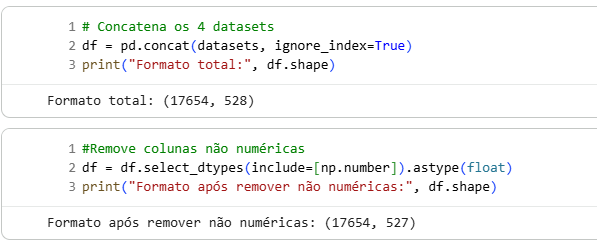 1 # Concatena os 4 datasets
2 df = pd.concat(datasets, ignore_index=True)
3 print("Formato total:", df.shape)
Formato total: (17654, 528)
1 #Remove colunas não numéricas
2 df = df.select_dtypes(include=[np.number]).astype(float)
3 print("Formato após remover não numéricas:", df.shape)
Formato após remover não numéricas: (17654, 527)